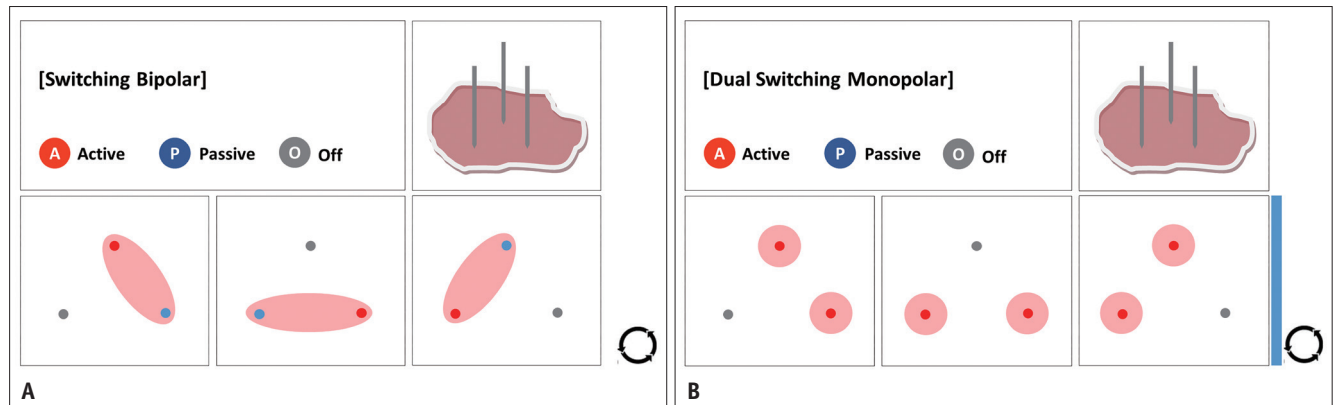 [Switching Bipolar]
A Active P Passive O Off
A
[Dual Switching Monopolar]
A Active P Passive O Off
B